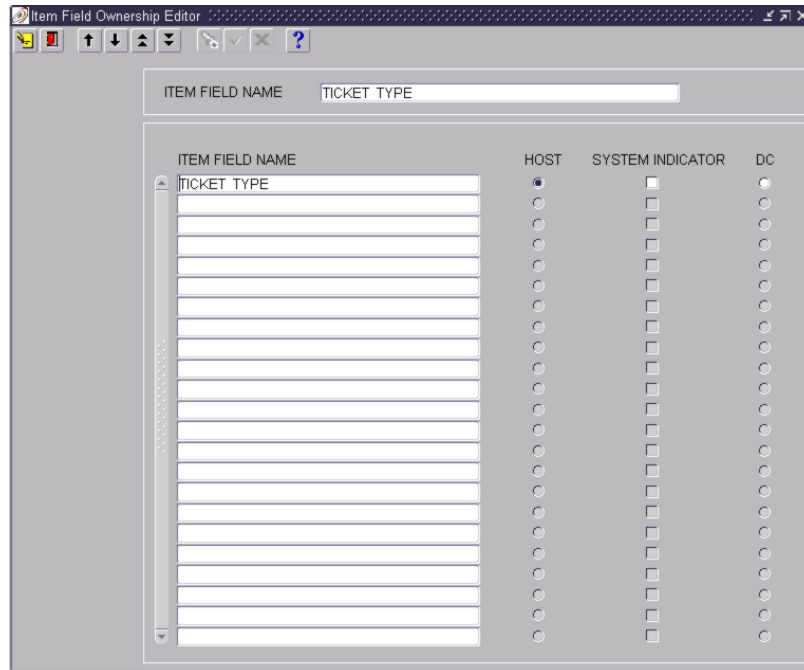 Item Field Ownership Editor
?
ITEM FIELD NAME TICKET TYPE
ITEM FIELD NAME HOST SYSTEM INDICATOR DC
TICKET TYPE